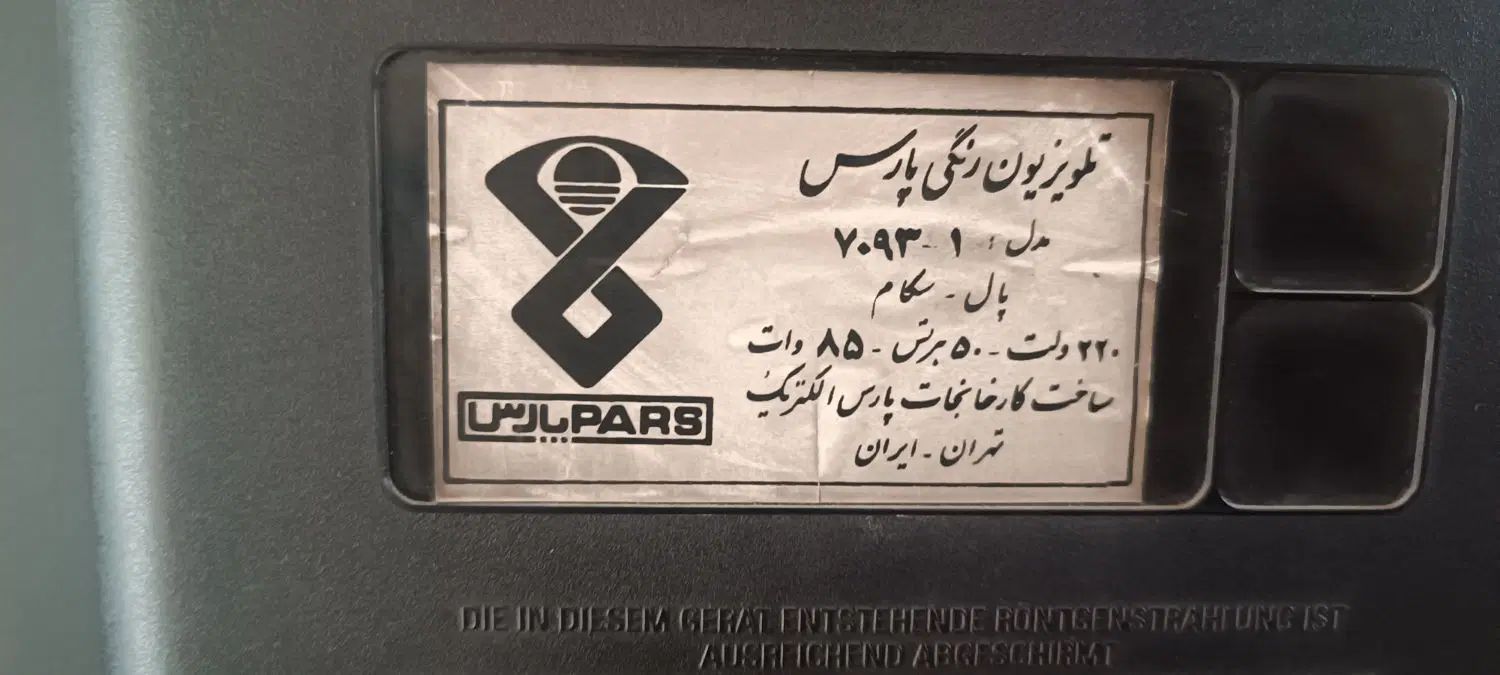 تلویزیون رنگی پارس
مدل : ۱ - ۷۰۹۳
پال - سکام
۲۲۰ ولت - ۵۰ هرتس - ۸۵ وات
ساخت کارخانجات پارس الکتریک
تهران - ایران
پارس PARS
DIE IN DIESEM GERÄT ENTSTEHENDE RÖNTGENSTRAHLUNG IST
AUSREICHEND ABGESCHIRMT